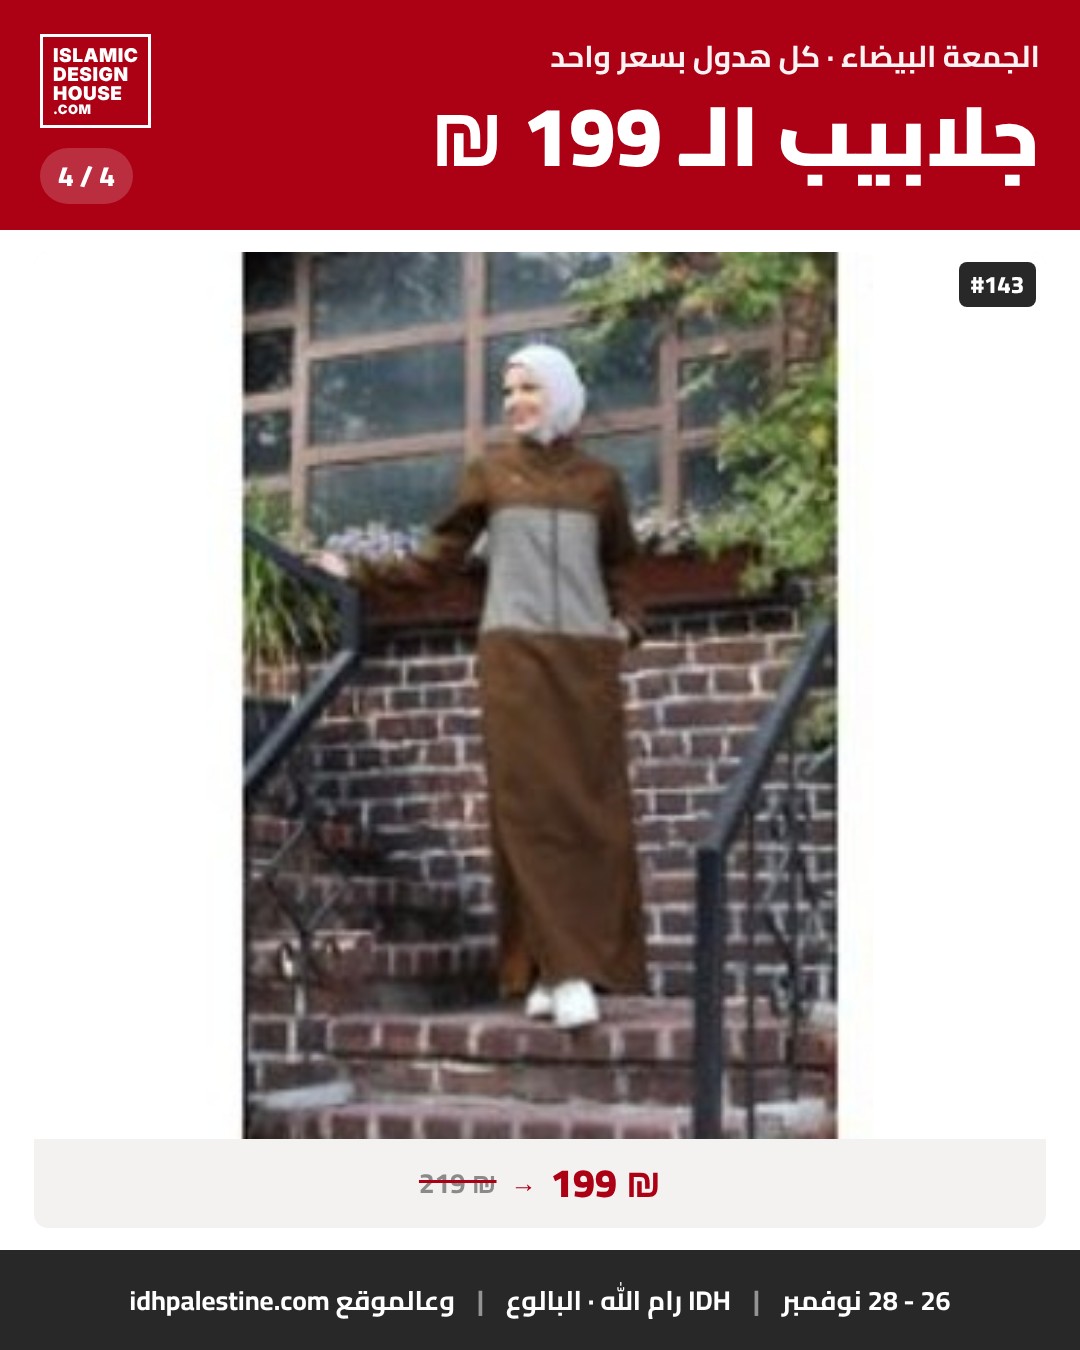 ISLAMIC
DESIGN
HOUSE
.COM
الجمعة البيضاء · كل هدول بسعر واحد
جلابيب الـ 199 ₪
4 / 4
#143
219 ₪ → 199 ₪
26 - 28 نوفمبر | IDH رام الله · البالوع | وعالموقع idhpalestine.com